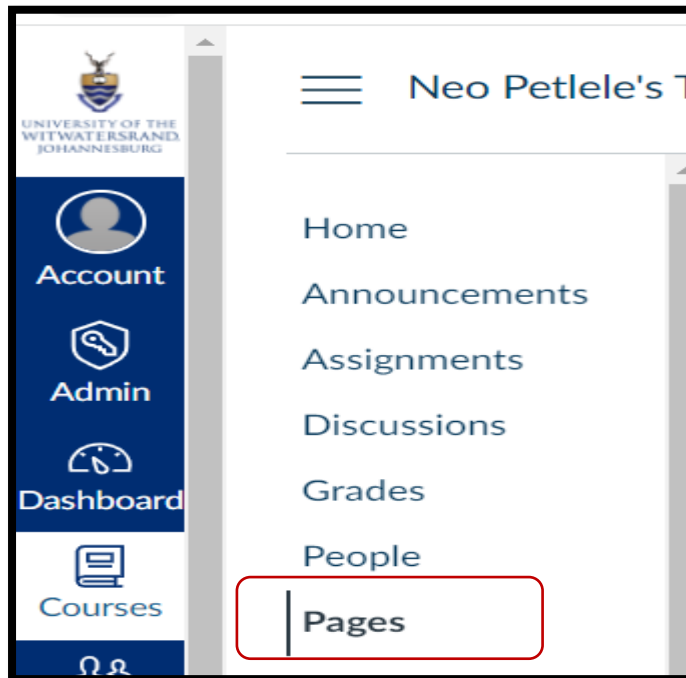 UNIVERSITY OF THE
WITWATERSRAND,
JOHANNESBURG
Account
Admin
Dashboard
Courses
Neo Petlele's
Home
Announcements
Assignments
Discussions
Grades
People
Pages